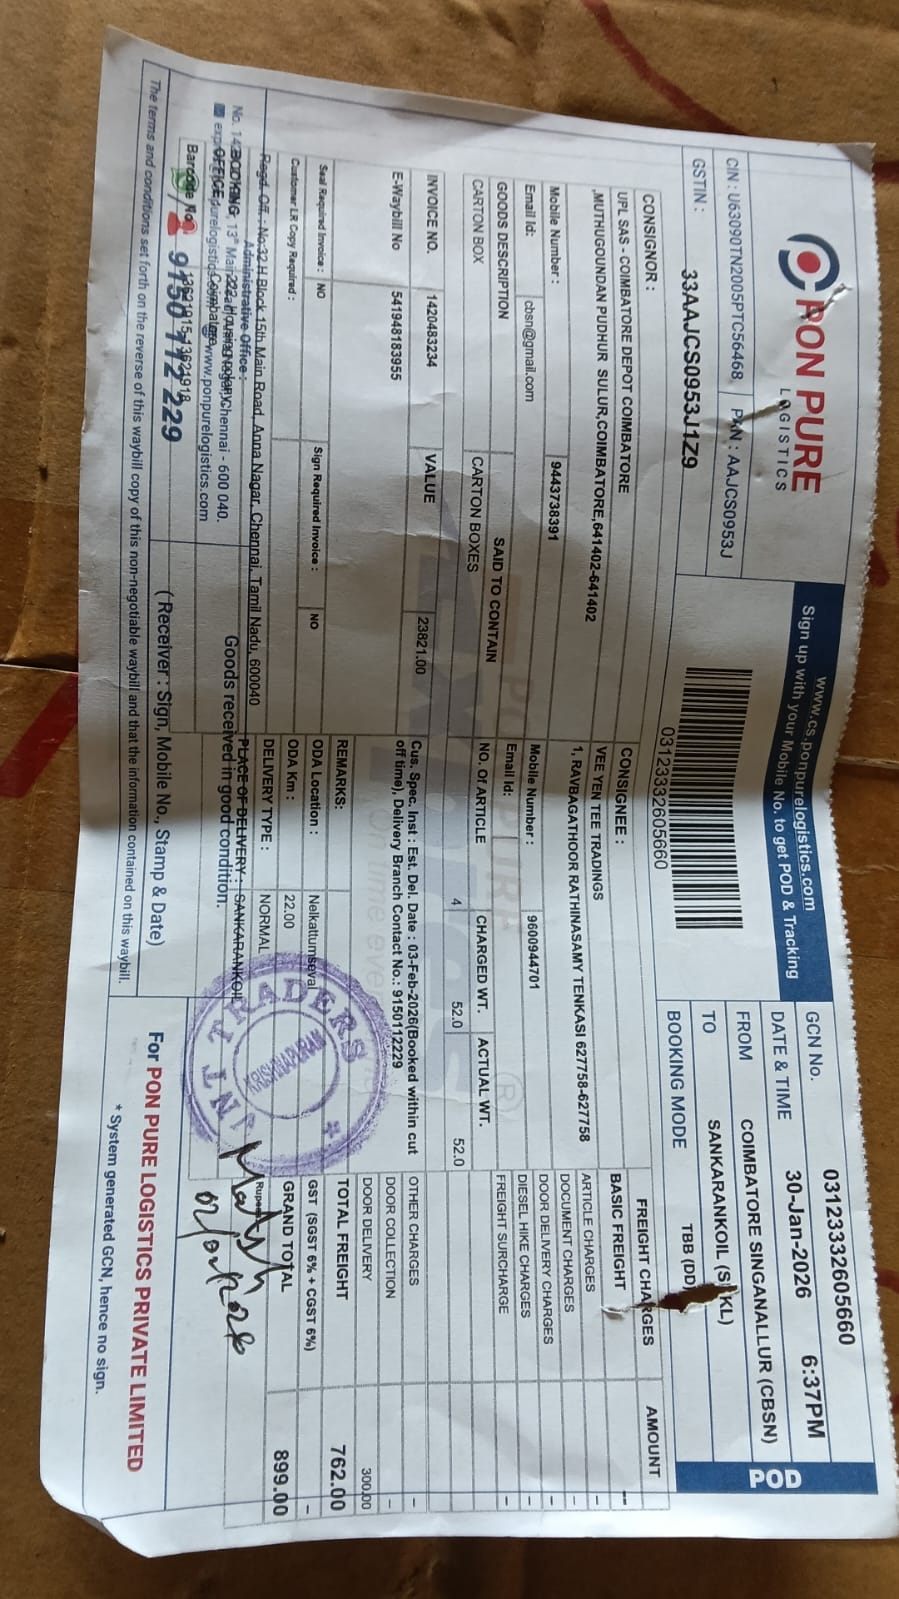 PON PURE
LOGISTICS
CIN : U63090TN2005PTC56468 PAN : AAJCS0953J
GSTIN : 33AAJCS0953J1Z9
www.cs.ponpurelogistics.com
Sign up with your Mobile No. to get POD & Tracking
03123332605660
GCN No. 03123332605660
DATE & TIME 30-Jan-2026 6:37PM
FROM COIMBATORE SINGANALLUR (CBSN)
TO SANKARANKOIL
BOOKING MODE TBB (DD)
POD
CONSIGNOR :
UPL SAS - COIMBATORE DEPOT COIMBATORE
,MUTHUGOUNDAN PUDHUR SULUR,COIMBATORE,641402-641402
Mobile Number : 9443738391
Email Id: cbsn@gmail.com
CONSIGNEE :
VEE YEN TEE TRADINGS
1, RAVBAGATHOOR RATHINASAMY TENKASI 627758-627758
Mobile Number : 9600944701
Email Id:
GOODS DESCRIPTION SAID TO CONTAIN NO. Of ARTICLE CHARGED WT. ACTUAL WT.
CARTON BOX CARTON BOXES 4 52.0 52.0
INVOICE NO. 1420483234 VALUE 23821.00
E-Waybill No 541948183955
Cus. Spec. Inst : Est. Del. Date : 03-Feb-2026(Booked within cut
off time), Delivery Branch Contact No.: 9150112229
REMARKS:
Seal Required Invoice : NO Sign Required Invoice : NO
Customer LR Copy Required :
ODA Location : Nelkattumseval
ODA Km : 22.00
DELIVERY TYPE : NORMAL
PLACE OF DELIVERY : SANKARANKOIL
FREIGHT CHARGES AMOUNT
BASIC FREIGHT --
ARTICLE CHARGES –
DOCUMENT CHARGES –
DOOR DELIVERY CHARGES –
DIESEL HIKE CHARGES –
FREIGHT SURCHARGE –
OTHER CHARGES –
DOOR COLLECTION –
DOOR DELIVERY 300.00
TOTAL FREIGHT 762.00
GST (SGST 6% + CGST 6%) –
GRAND TOTAL 899.00
Regd. Off. : No:32 H Block 15th Main Road, Anna Nagar, Chennai, Tamil Nadu, 600040
Administrative Office :
BOOKING
OFFICE
Chennai - 600 040.
www.ponpurelogistics.com
Barcode No
13621915-13621918
9150 112 229
Goods received in good condition.
(Receiver : Sign, Mobile No., Stamp & Date)
TRADERS
VNT
KRISHNAPURAM
For PON PURE LOGISTICS PRIVATE LIMITED
* System generated GCN, hence no sign.
The terms and conditions set forth on the reverse of this waybill copy of this non-negotiable waybill and that the information contained on this waybill.